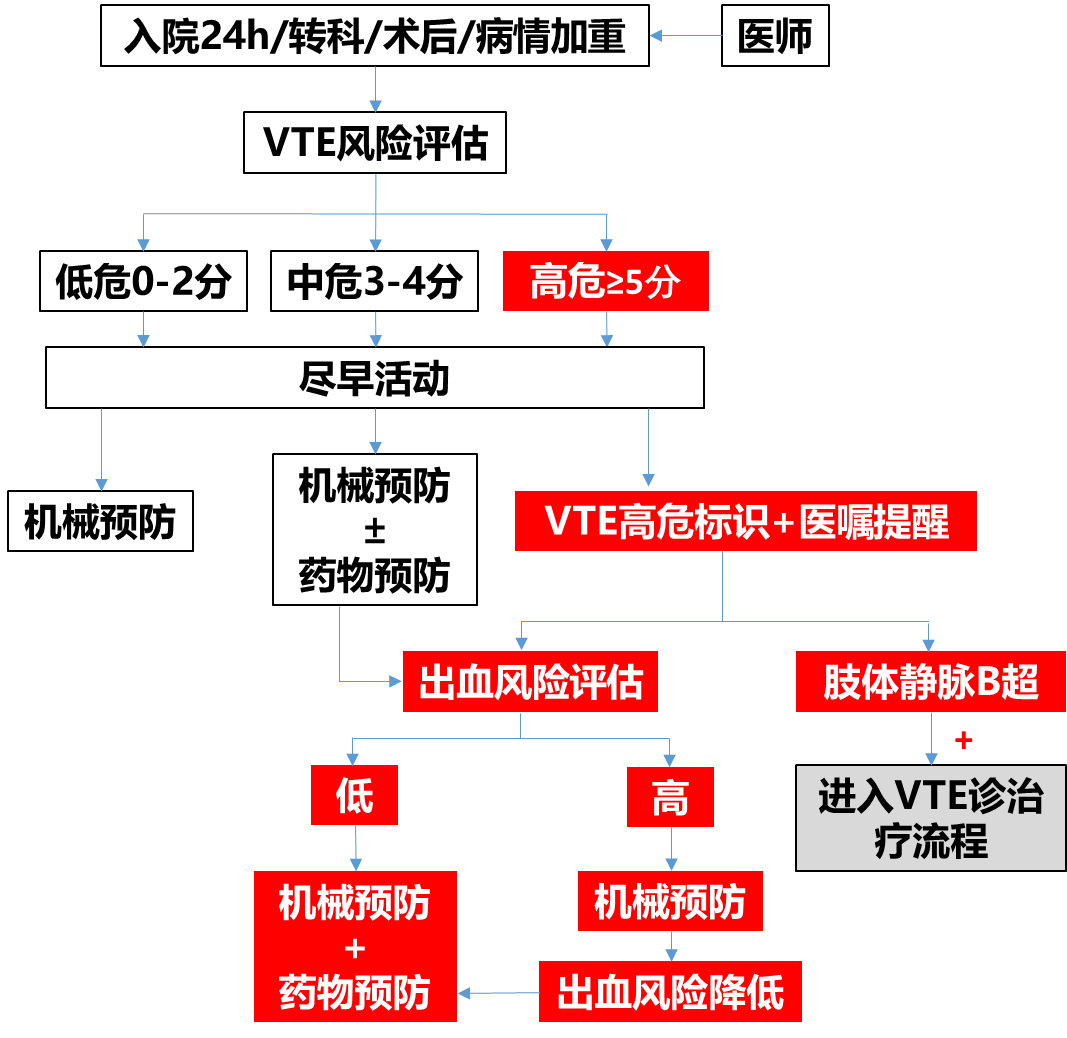 入院24h/转科/术后/病情加重
医师
VTE风险评估
低危0-2分
中危3-4分
高危≥5分
尽早活动
机械预防
机械预防
±
药物预防
VTE高危标识+医嘱提醒
出血风险评估
肢体静脉B超
+
低
高
进入VTE诊治
疗流程
机械预防
+
药物预防
机械预防
出血风险降低